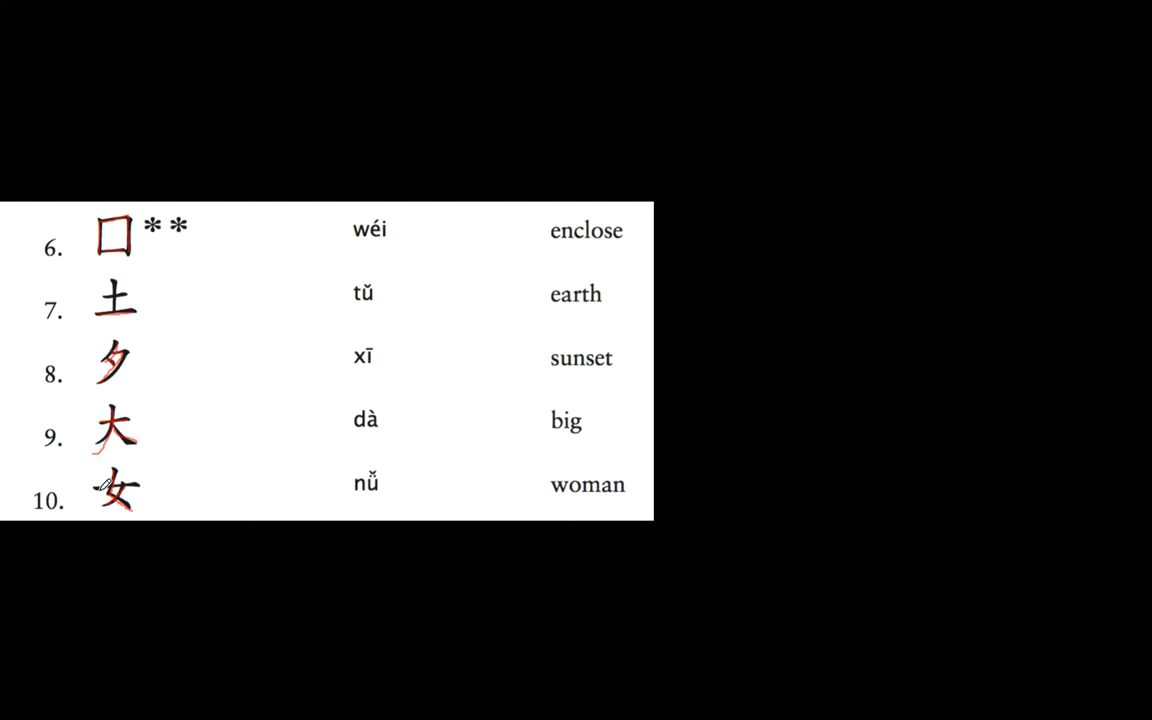 6. 囗** wéi enclose
7. 土 tǔ earth
8. 夕 xī sunset
9. 大 dà big
10. 女 nǚ woman